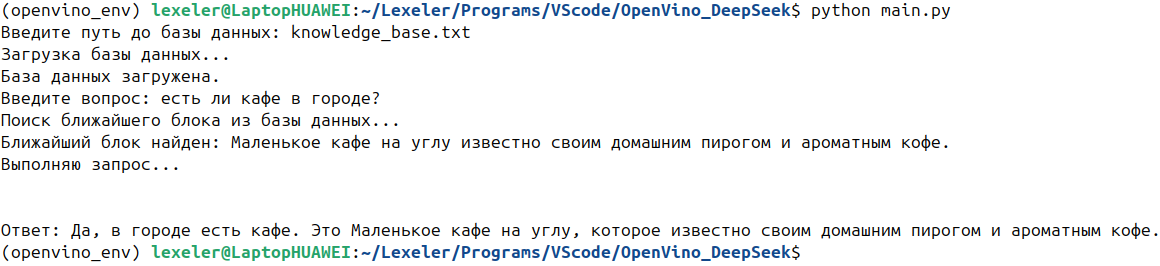 (openvino_env) lexeler@LaptopHUAWEI:~/Lexeler/Programs/VScode/OpenVino_DeepSeek$ python main.py
Введите путь до базы данных: knowledge_base.txt
Загрузка базы данных...
База данных загружена.
Введите вопрос: есть ли кафе в городе?
Поиск ближайшего блока из базы данных...
Ближайший блок найден: Маленькое кафе на углу известно своим домашним пирогом и ароматным кофе.
Выполняю запрос...
Ответ: Да, в городе есть кафе. Это Маленькое кафе на углу, которое известно своим домашним пирогом и ароматным кофе.
(openvino_env) lexeler@LaptopHUAWEI:~/Lexeler/Programs/VScode/OpenVino_DeepSeek$